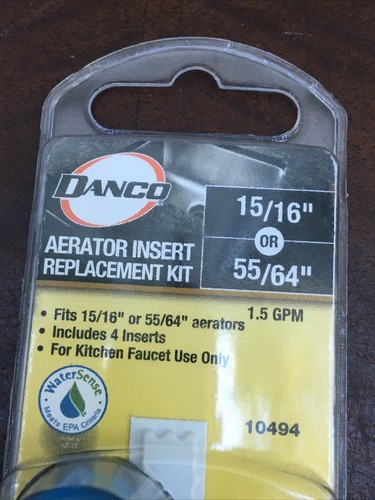 DANCO
AERATOR INSERT
REPLACEMENT KIT
15/16"
OR
55/64"
• Fits 15/16" or 55/64" aerators
1.5 GPM
• Includes 4 Inserts
• For Kitchen Faucet Use Only
WaterSense
Meets EPA Criteria
10494